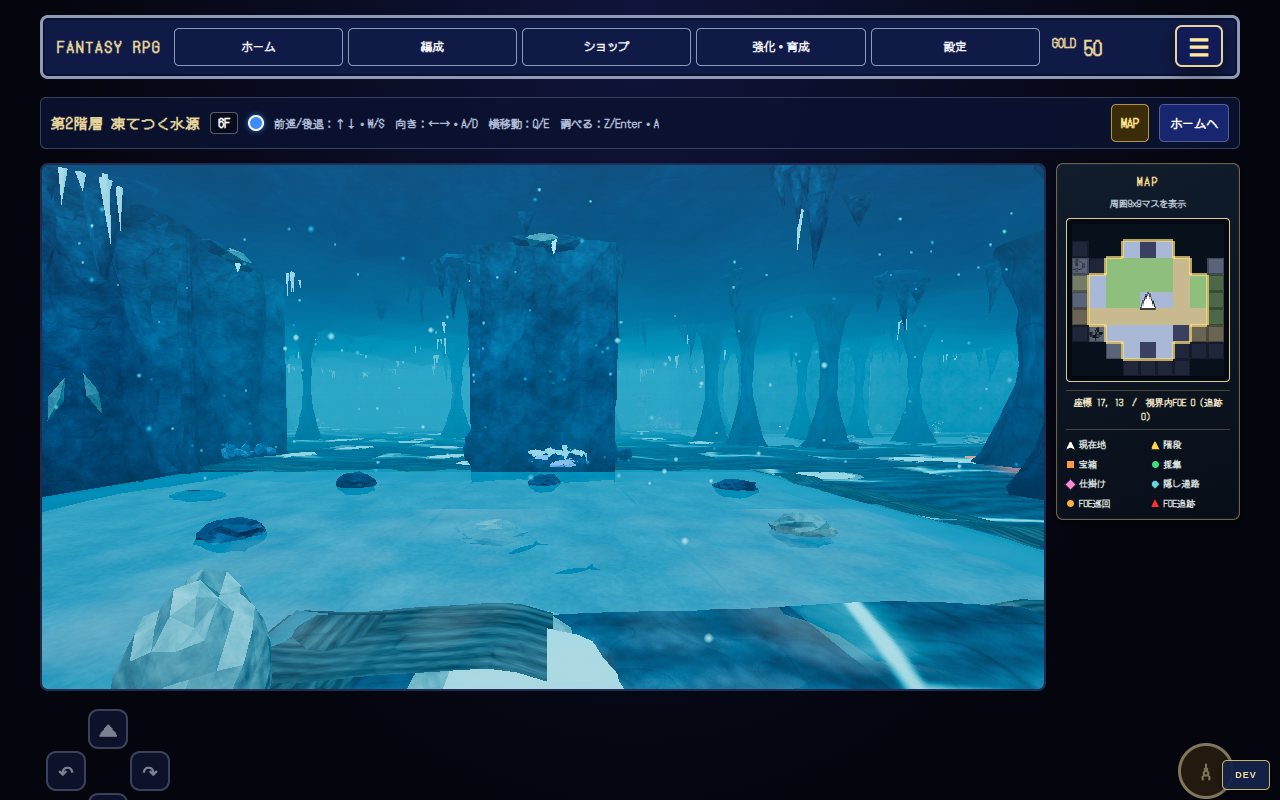 FANTASY RPG ホーム 編成 ショップ 強化・育成 設定 GOLD 50
第2階層 凍てつく水源 6F 前進/後退：↑↓・W/S 向き：←→・A/D 横移動：Q/E 調べる：Z/Enter・A MAP ホームへ
MAP
周囲9x9マスを表示
座標 17, 13 / 視界内FOE 0 (追跡
0)
現在地 階段
宝箱 採集
仕掛け 隠し通路
FOE巡回 FOE追跡
A DEV